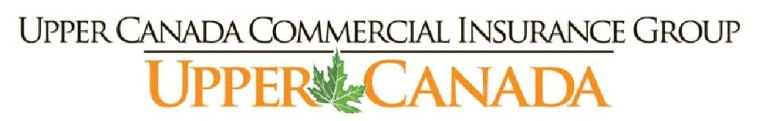 UPPER CANADA COMMERCIAL INSURANCE GROUP
UPPER CANADA